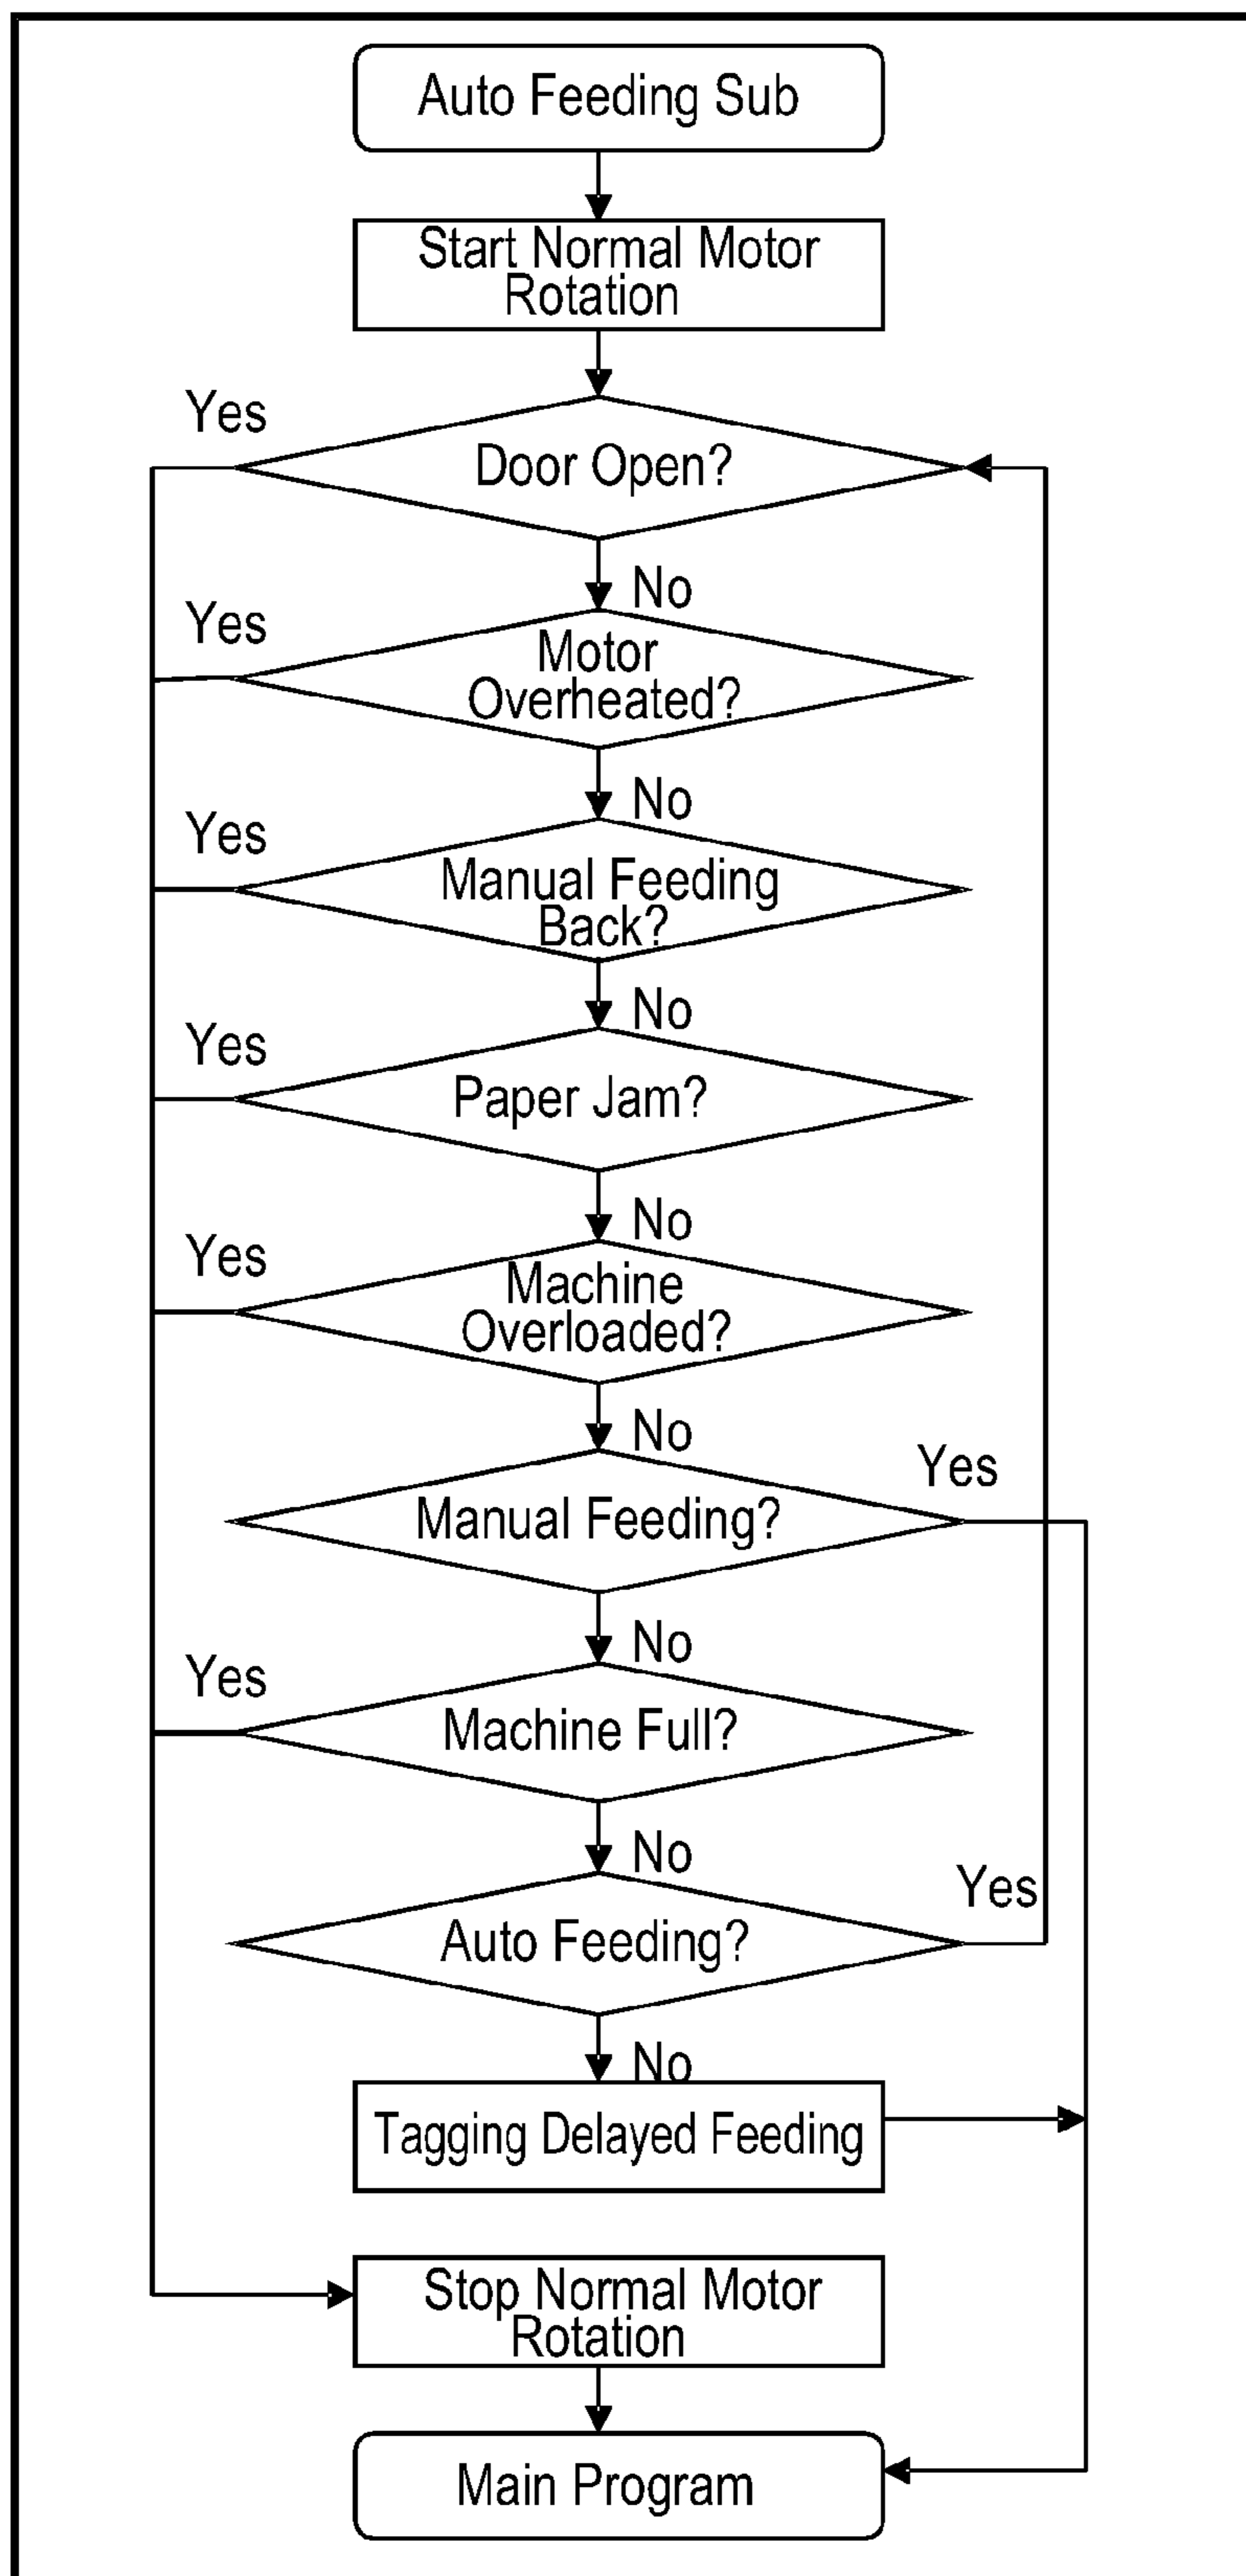 Auto Feeding Sub
Start Normal Motor
Rotation
Yes
Door Open?
No
Yes
Motor
Overheated?
No
Yes
Manual Feeding
Back?
No
Yes
Paper Jam?
No
Yes
Machine
Overloaded?
No
Yes
Manual Feeding?
No
Yes
Machine Full?
No
Yes
Auto Feeding?
No
Tagging Delayed Feeding
Stop Normal Motor
Rotation
Main Program